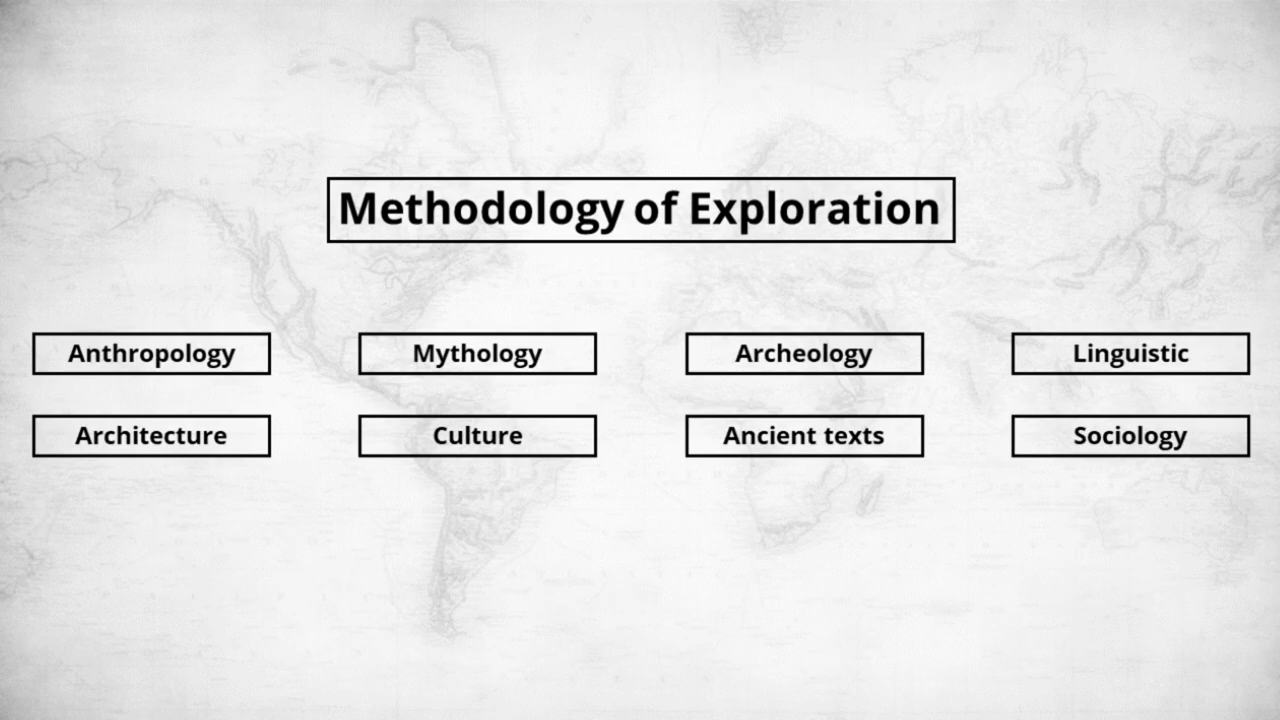 Methodology of Exploration
Anthropology
Mythology
Archeology
Linguistic
Architecture
Culture
Ancient texts
Sociology